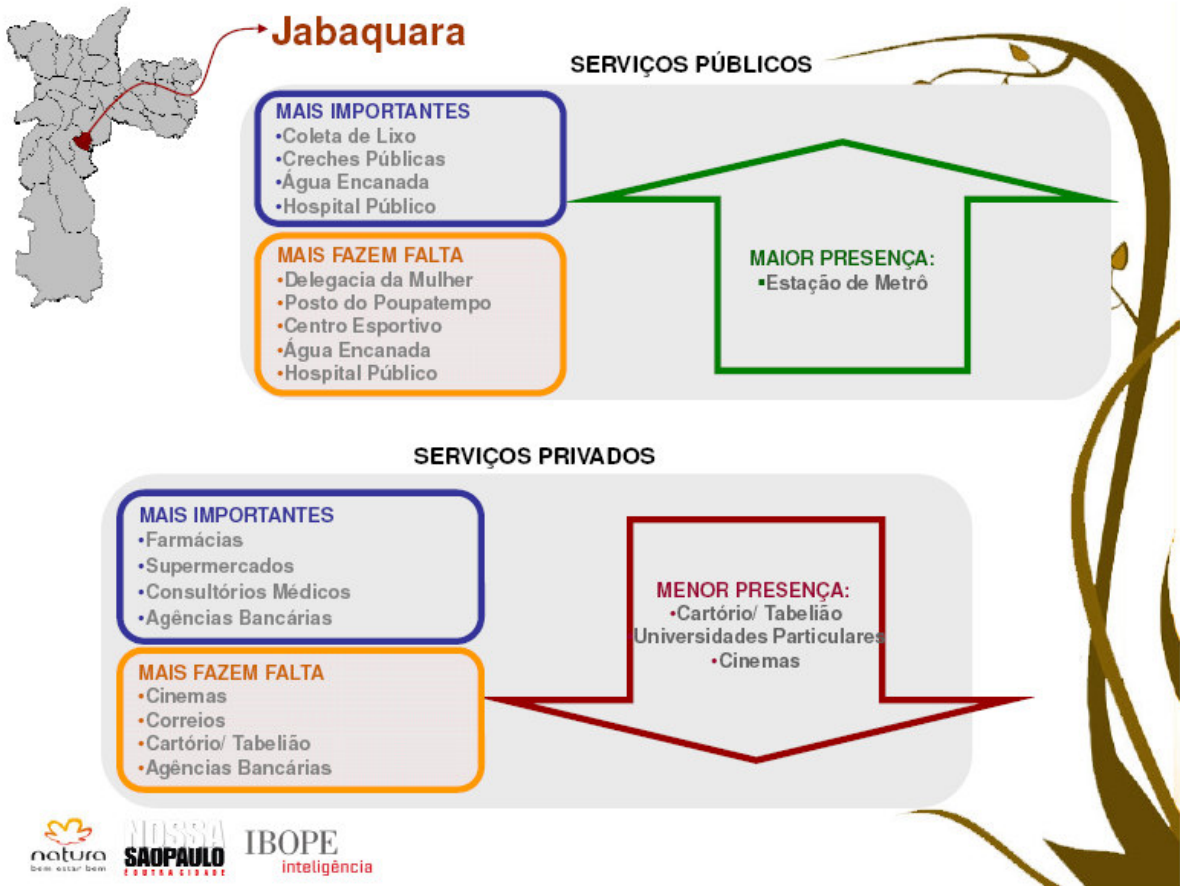 Jabaquara
SERVIÇOS PÚBLICOS
MAIS IMPORTANTES
•Coleta de Lixo
•Creches Públicas
•Água Encanada
•Hospital Público
MAIS FAZEM FALTA
•Delegacia da Mulher
•Posto do Poupatempo
•Centro Esportivo
•Água Encanada
•Hospital Público
MAIOR PRESENÇA:
▪Estação de Metrô
SERVIÇOS PRIVADOS
MAIS IMPORTANTES
•Farmácias
•Supermercados
•Consultórios Médicos
•Agências Bancárias
MAIS FAZEM FALTA
•Cinemas
•Correios
•Cartório/ Tabelião
•Agências Bancárias
MENOR PRESENÇA:
•Cartório/ Tabelião
Universidades Particulares
•Cinemas
natura
bem estar bem
NOSSA
SÃOPAULO
É OUTRA CIDADE
IBOPE
inteligência